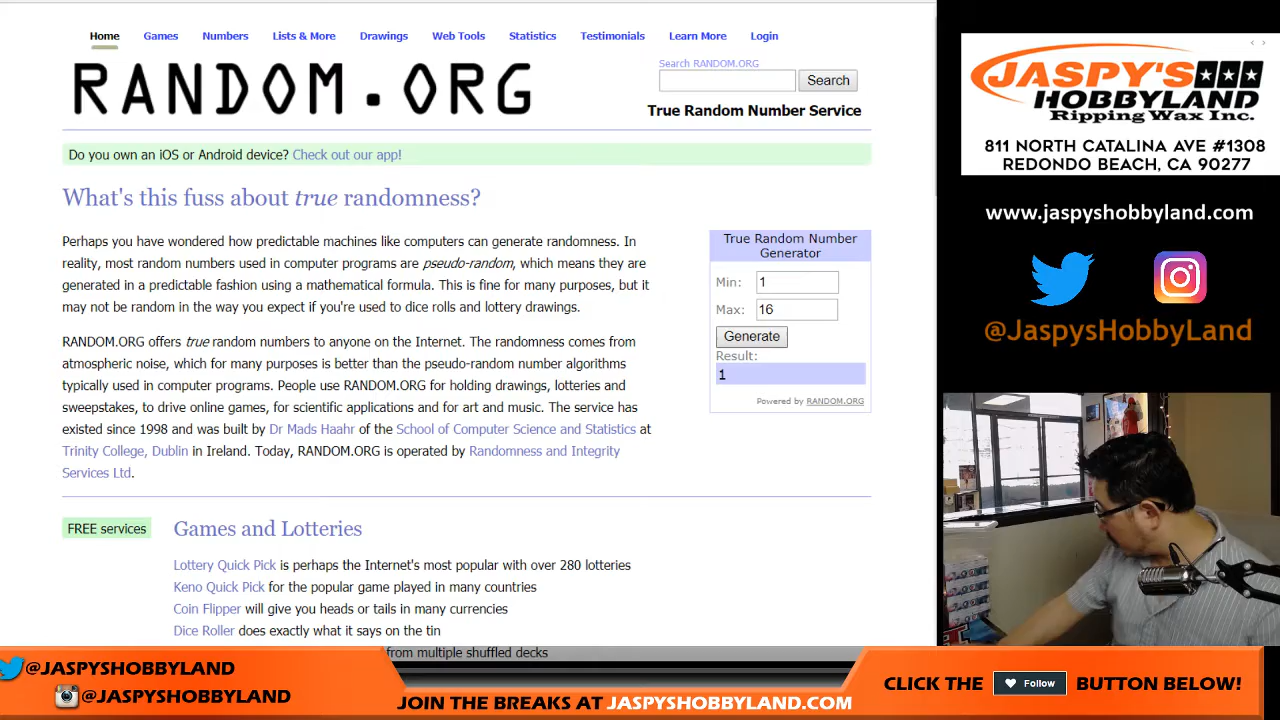 Home Games Numbers Lists & More Drawings Web Tools Statistics Testimonials Learn More Login
RANDOM.ORG
Search RANDOM.ORG
Search
True Random Number Service
Do you own an iOS or Android device? Check out our app!
What's this fuss about true randomness?
Perhaps you have wondered how predictable machines like computers can generate randomness. In
reality, most random numbers used in computer programs are pseudo-random, which means they are
generated in a predictable fashion using a mathematical formula. This is fine for many purposes, but it
may not be random in the way you expect if you're used to dice rolls and lottery drawings.
RANDOM.ORG offers true random numbers to anyone on the Internet. The randomness comes from
atmospheric noise, which for many purposes is better than the pseudo-random number algorithms
typically used in computer programs. People use RANDOM.ORG for holding drawings, lotteries and
sweepstakes, to drive online games, for scientific applications and for art and music. The service has
existed since 1998 and was built by Dr Mads Haahr of the School of Computer Science and Statistics at
Trinity College, Dublin in Ireland. Today, RANDOM.ORG is operated by Randomness and Integrity
Services Ltd.
True Random Number
Generator
Min: 1
Max: 16
Generate
Result:
1
Powered by RANDOM.ORG
FREE services
Games and Lotteries
Lottery Quick Pick is perhaps the Internet's most popular with over 280 lotteries
Keno Quick Pick for the popular game played in many countries
Coin Flipper will give you heads or tails in many currencies
Dice Roller does exactly what it says on the tin
from multiple shuffled decks
JASPY'S
HOBBYLAND
Ripping Wax Inc.
811 NORTH CATALINA AVE #1308
REDONDO BEACH, CA 90277
www.jaspyshobbyland.com
@JaspysHobbyLand
@JASPYSHOBBYLAND
@JASPYSHOBBYLAND
JOIN THE BREAKS AT JASPYSHOBBYLAND.COM
CLICK THE Follow BUTTON BELOW!